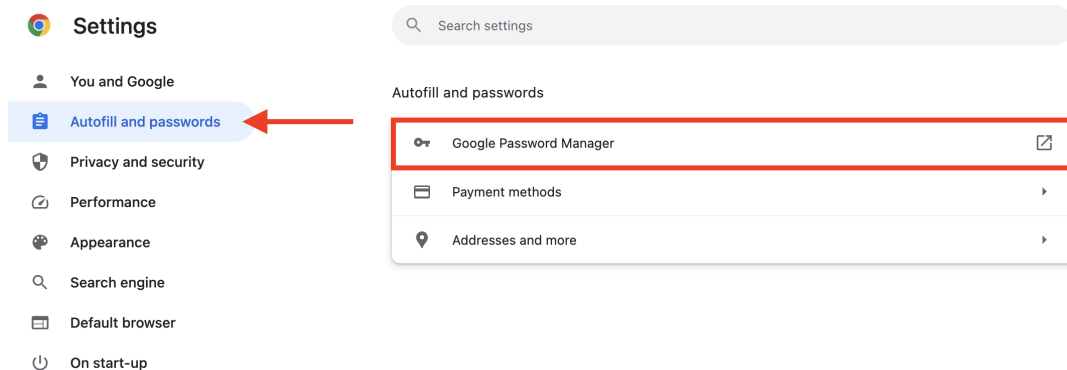 Settings
Search settings
You and Google
Autofill and passwords
Privacy and security
Performance
Appearance
Search engine
Default browser
On start-up
Autofill and passwords
Google Password Manager
Payment methods
Addresses and more